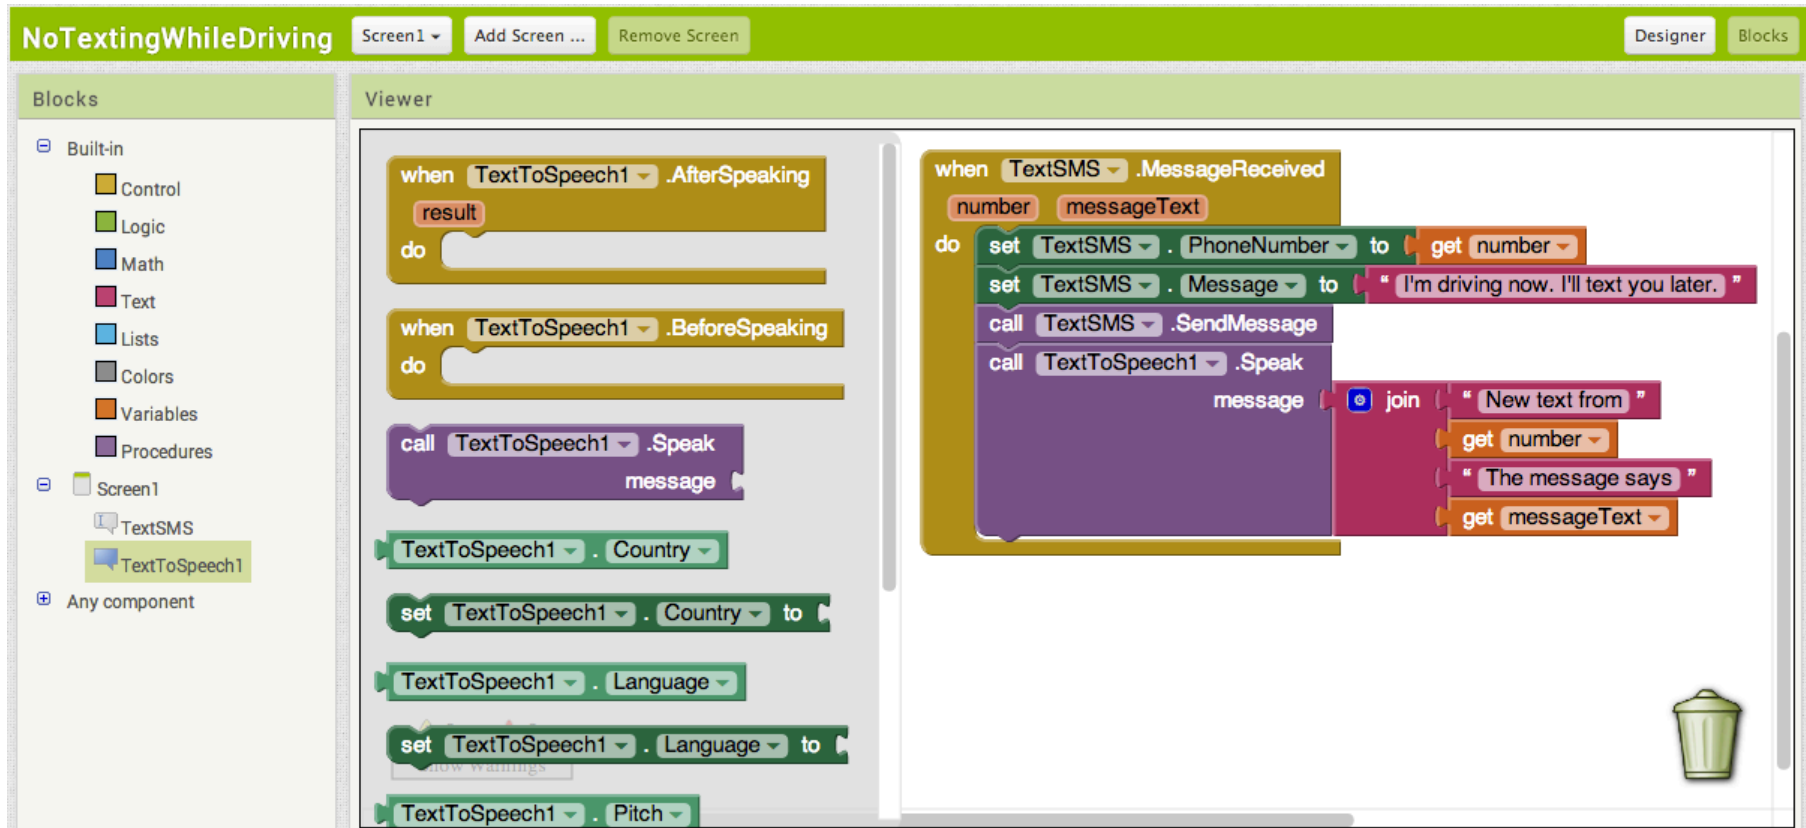 NoTextingWhileDriving Screen1 Add Screen ... Remove Screen Designer Blocks
Blocks
Built-in
Control
Logic
Math
Text
Lists
Colors
Variables
Procedures
Screen1
TextSMS
TextToSpeech1
Any component
Viewer
when TextToSpeech1 .AfterSpeaking
result
do
when TextToSpeech1 .BeforeSpeaking
do
call TextToSpeech1 .Speak
message
TextToSpeech1 . Country
set TextToSpeech1 . Country to
TextToSpeech1 . Language
set TextToSpeech1 . Language to
Warnings
TextToSpeech1 . Pitch
when TextSMS .MessageReceived
number messageText
do set TextSMS . PhoneNumber to get number
set TextSMS . Message to " I'm driving now. I'll text you later. "
call TextSMS .SendMessage
call TextToSpeech1 .Speak
message join " New text from "
get number
" The message says "
get messageText